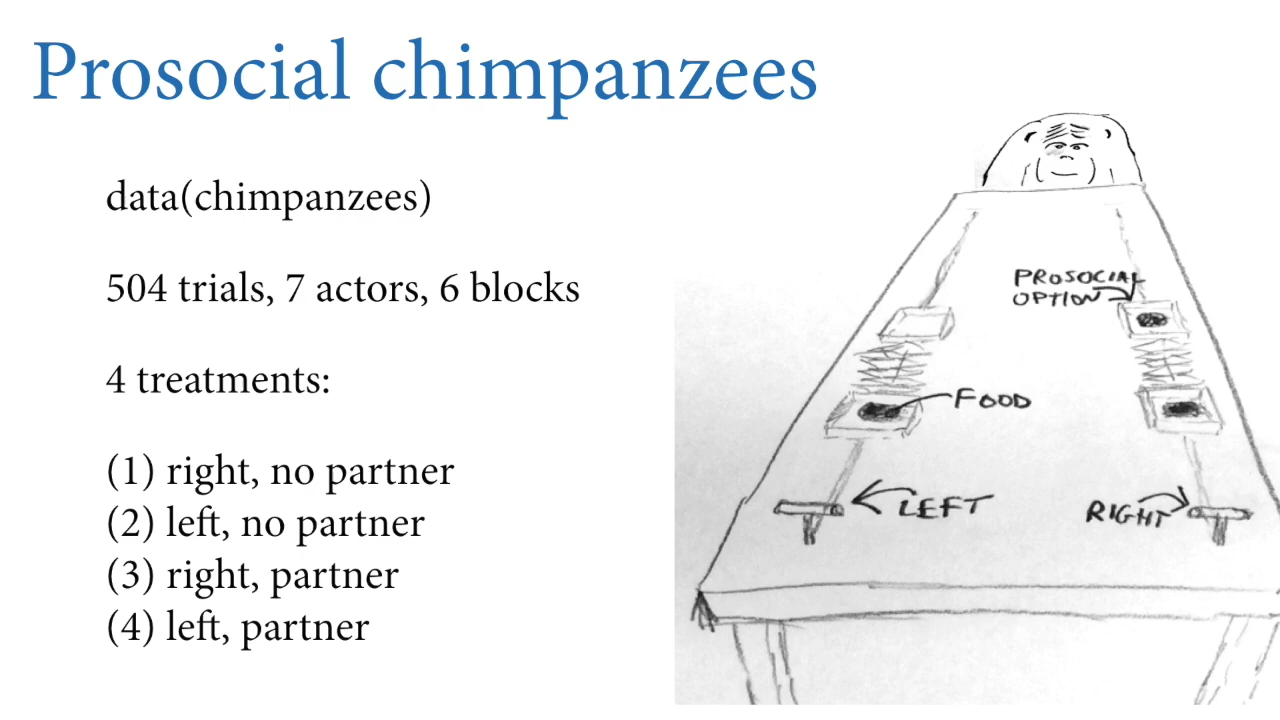 Prosocial chimpanzees
data(chimpanzees)
504 trials, 7 actors, 6 blocks
4 treatments:
(1) right, no partner
(2) left, no partner
(3) right, partner
(4) left, partner
PROSOCIAL
OPTION
FOOD
LEFT
RIGHT